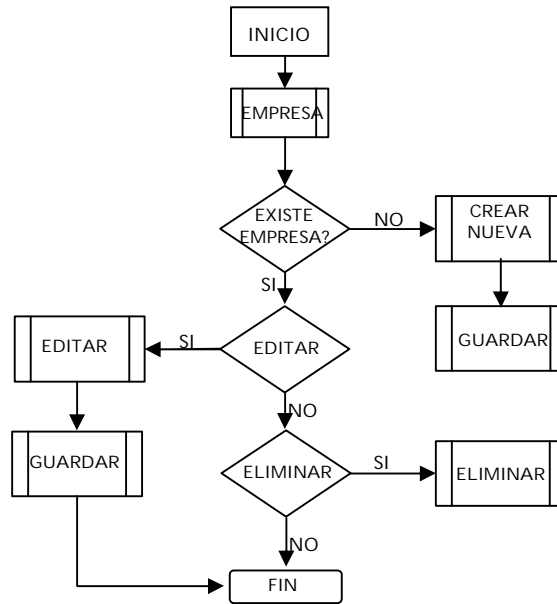 INICIO
EMPRESA
EXISTE
EMPRESA?
NO
CREAR
NUEVA
SI
GUARDAR
EDITAR
SI
EDITAR
NO
GUARDAR
ELIMINAR
SI
ELIMINAR
NO
FIN